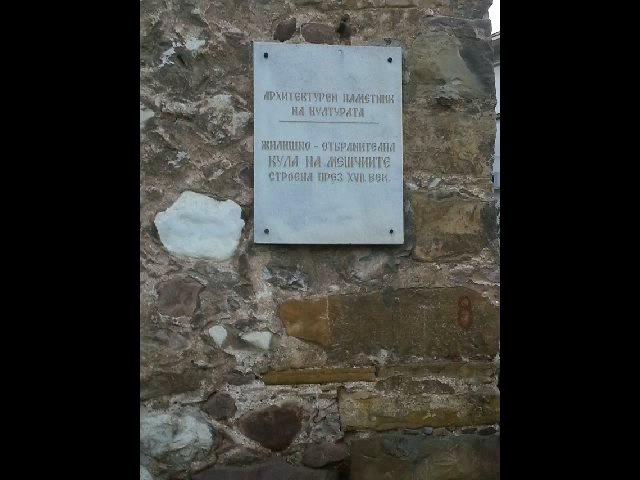 АРХИТЕКТУРЕН ПАМЕТНИК
НА КУЛТУРАТА
ЖИЛИЩНО - ОТБРАНИТЕЛНА
КУЛА НА МЕШЧИИТЕ
СТРОЕНА ПРЕЗ XVII. ВЕК.
8